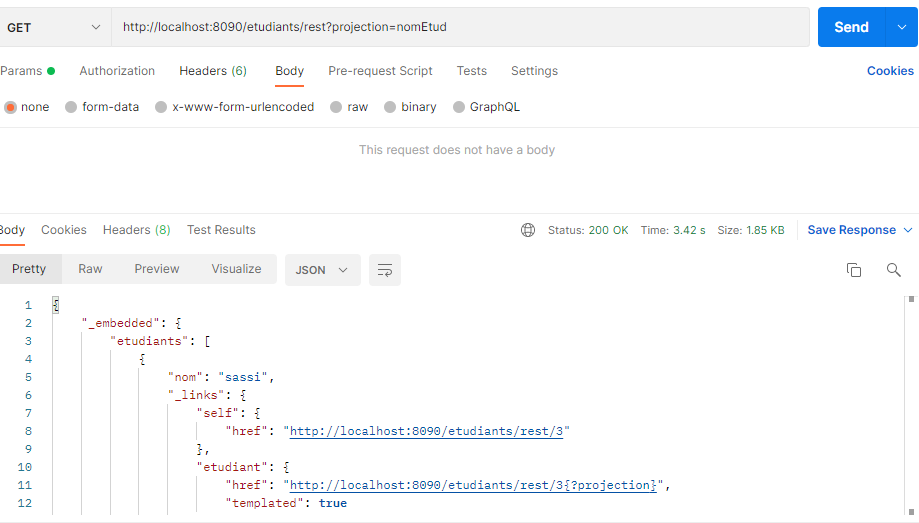 GET http://localhost:8090/etudiants/rest?projection=nomEtud Send
Params Authorization Headers (6) Body Pre-request Script Tests Settings Cookies
none form-data x-www-form-urlencoded raw binary GraphQL
This request does not have a body
Body Cookies Headers (8) Test Results Status: 200 OK Time: 3.42 s Size: 1.85 KB Save Response
Pretty Raw Preview Visualize JSON
1 {
2 "_embedded": {
3 "etudiants": [
4 {
5 "nom": "sassi",
6 "_links": {
7 "self": {
8 "href": "http://localhost:8090/etudiants/rest/3"
9 },
10 "etudiant": {
11 "href": "http://localhost:8090/etudiants/rest/3{?projection}",
12 "templated": true